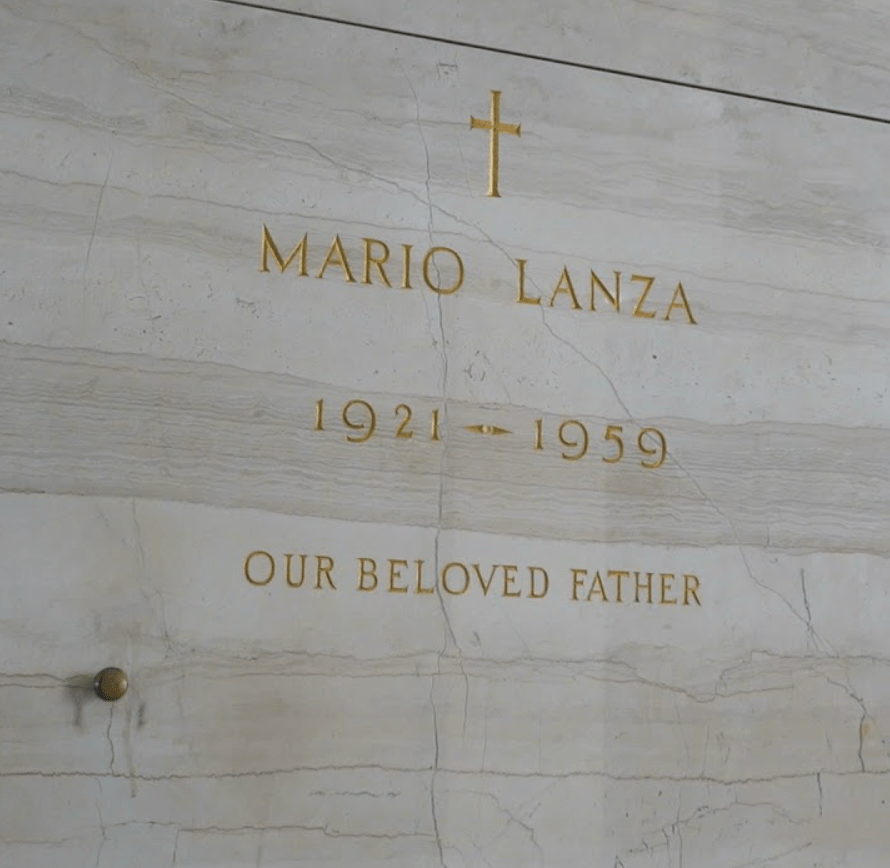 MARIO LANZA
1921 - 1959
OUR BELOVED FATHER